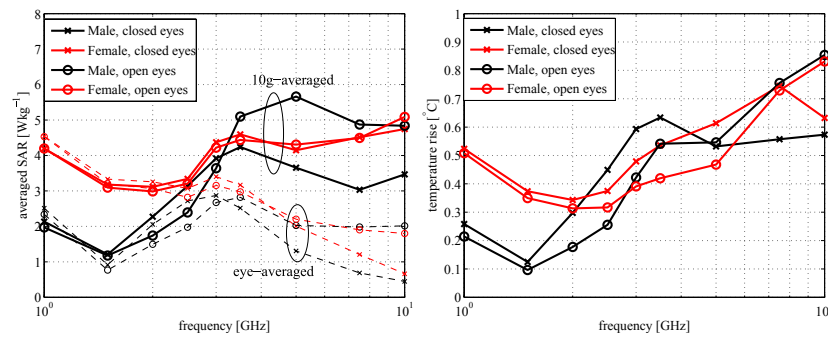 8
7
6
5
4
3
2
1
0
averaged SAR [Wkg⁻¹]
Male, closed eyes
Female, closed eyes
Male, open eyes
Female, open eyes
10g−averaged
eye−averaged
10⁰
10¹
frequency [GHz]
1
0.9
0.8
0.7
0.6
0.5
0.4
0.3
0.2
0.1
0
temperature rise [°C]
Male, closed eyes
Female, closed eyes
Male, open eyes
Female, open eyes
10⁰
10
frequency [GHz]